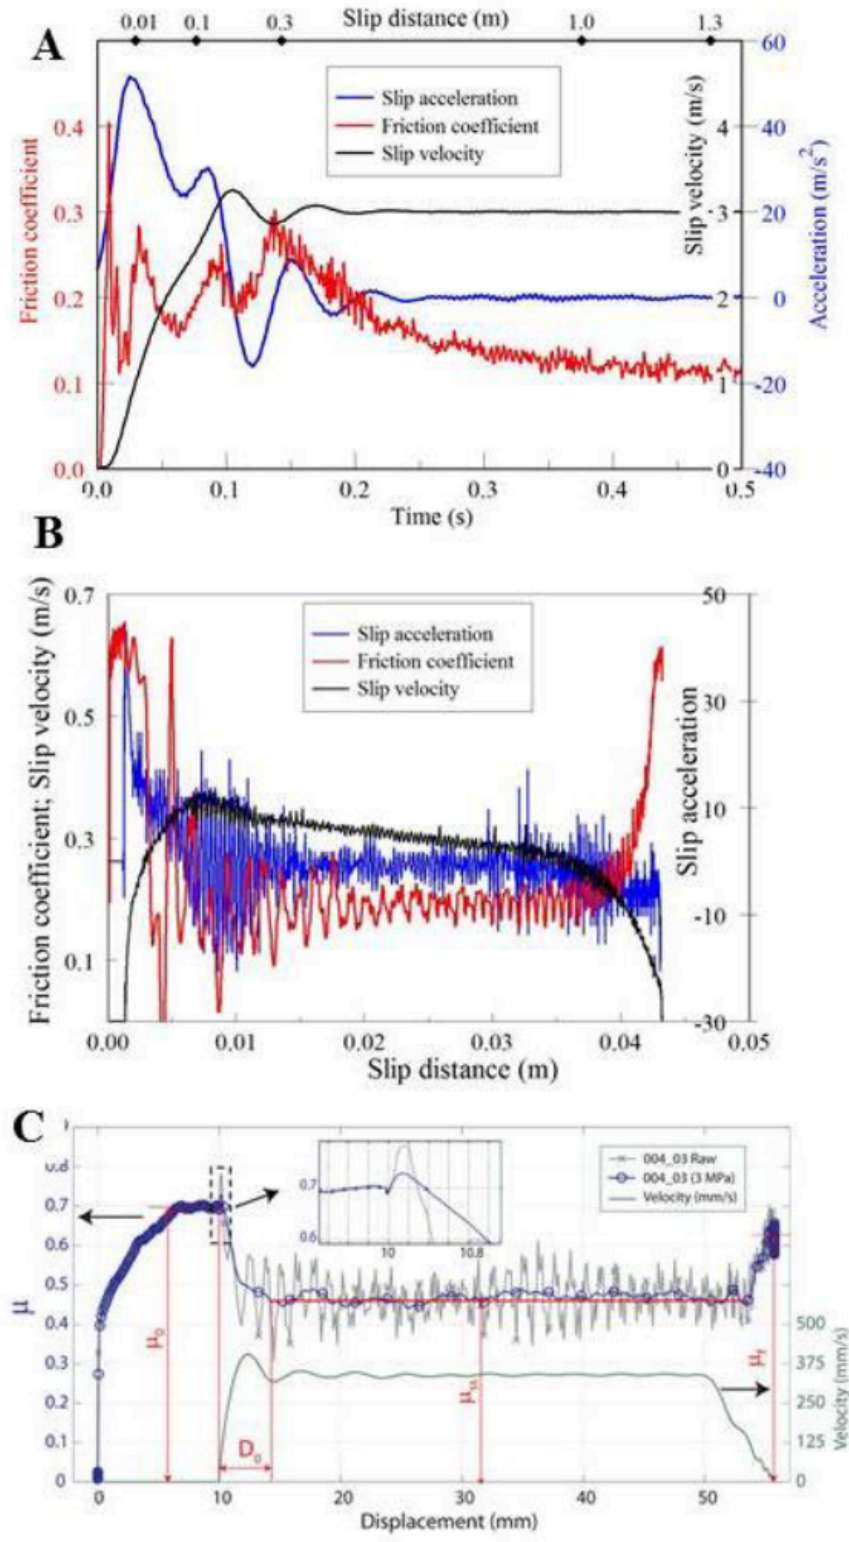 A
Slip distance (m)
0.01 0.1 0.3 1.0 1.3
Slip acceleration
Friction coefficient
Slip velocity
Friction coefficient
0.4
0.3
0.2
0.1
0.0
Slip velocity (m/s)
4
3
2
1
0
Acceleration (m/s²)
60
40
20
0
-20
-40
0.0 0.1 0.2 0.3 0.4 0.5
Time (s)
B
Friction coefficient; Slip velocity (m/s)
0.7
0.5
0.3
0.1
Slip acceleration
Friction coefficient
Slip velocity
Slip acceleration
50
30
10
-10
-30
0.00 0.01 0.02 0.03 0.04 0.05
Slip distance (m)
C
μ
0.8
0.7
0.6
0.5
0.4
0.3
0.2
0.1
0
0.7
0.6
10 10.8
004_03 Raw
004_03 (3 MPa)
Velocity (mm/s)
μ₀
D₀
μss
μf
500
375
250
125
0
Velocity (mm/s)
0 10 20 30 40 50
Displacement (mm)